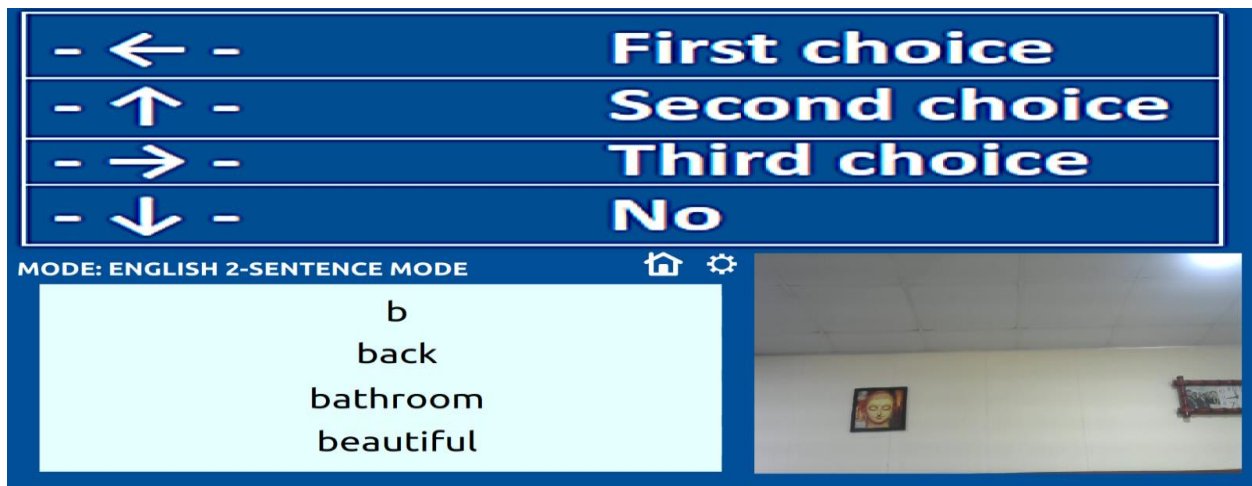 - ← - First choice
- ↑ - Second choice
- → - Third choice
- ↓ - No
MODE: ENGLISH 2-SENTENCE MODE
b
back
bathroom
beautiful